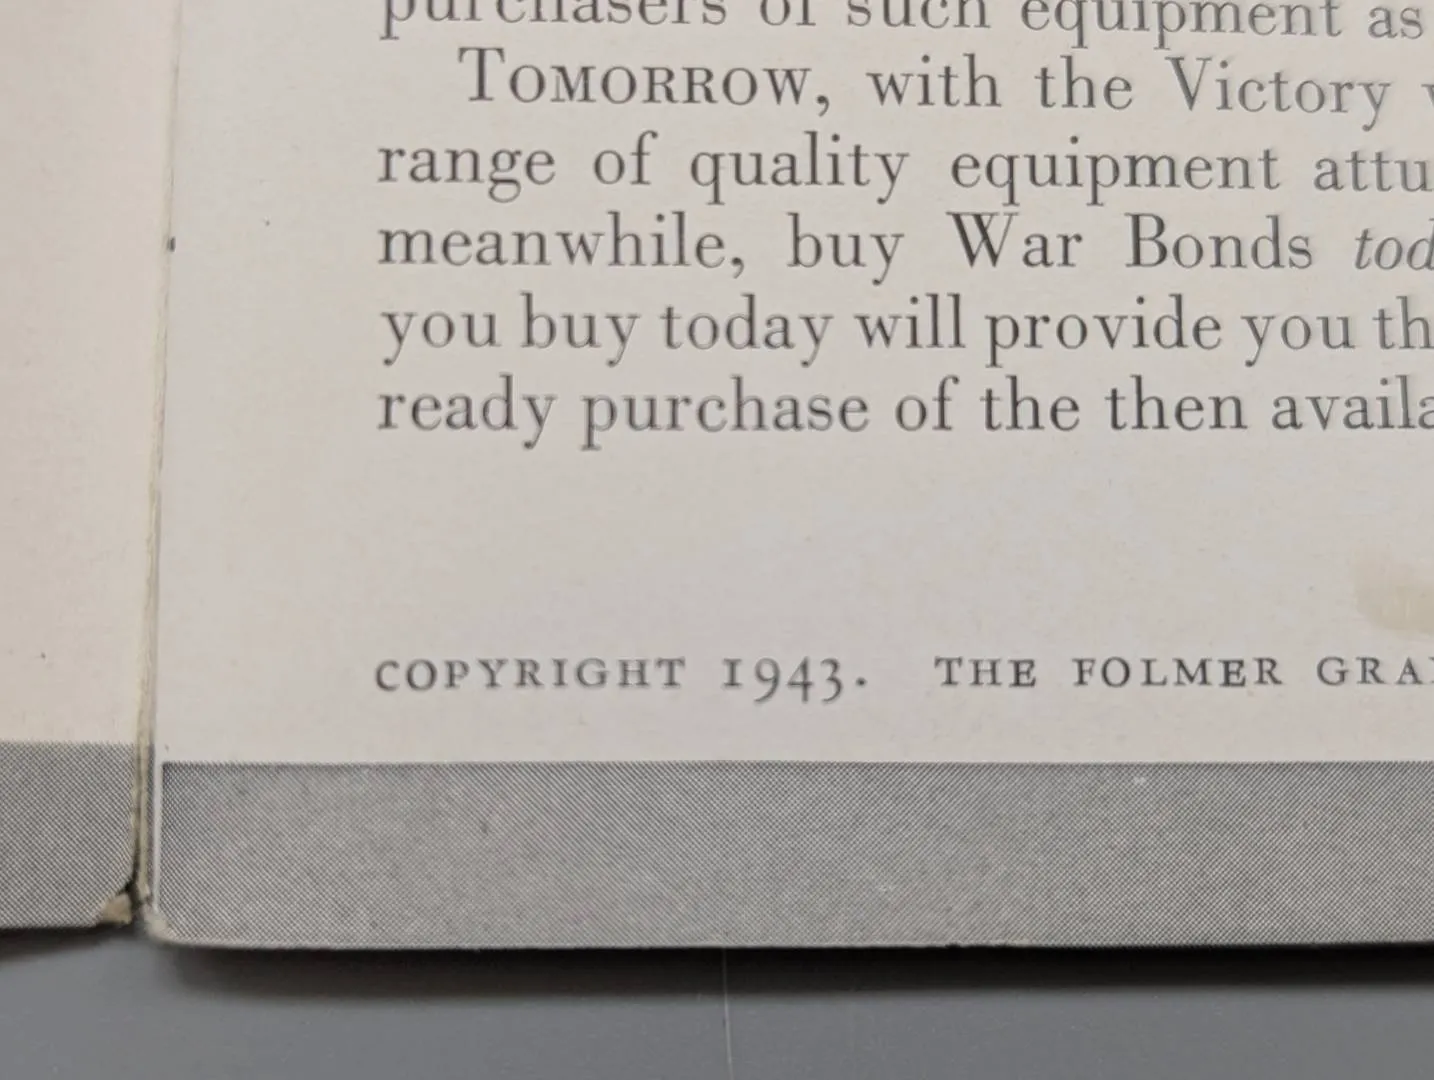 purchasers of such equipment as
TOMORROW, with the Victory
range of quality equipment attu
meanwhile, buy War Bonds tod
you buy today will provide you th
ready purchase of the then availa
COPYRIGHT 1943. THE FOLMER GRA